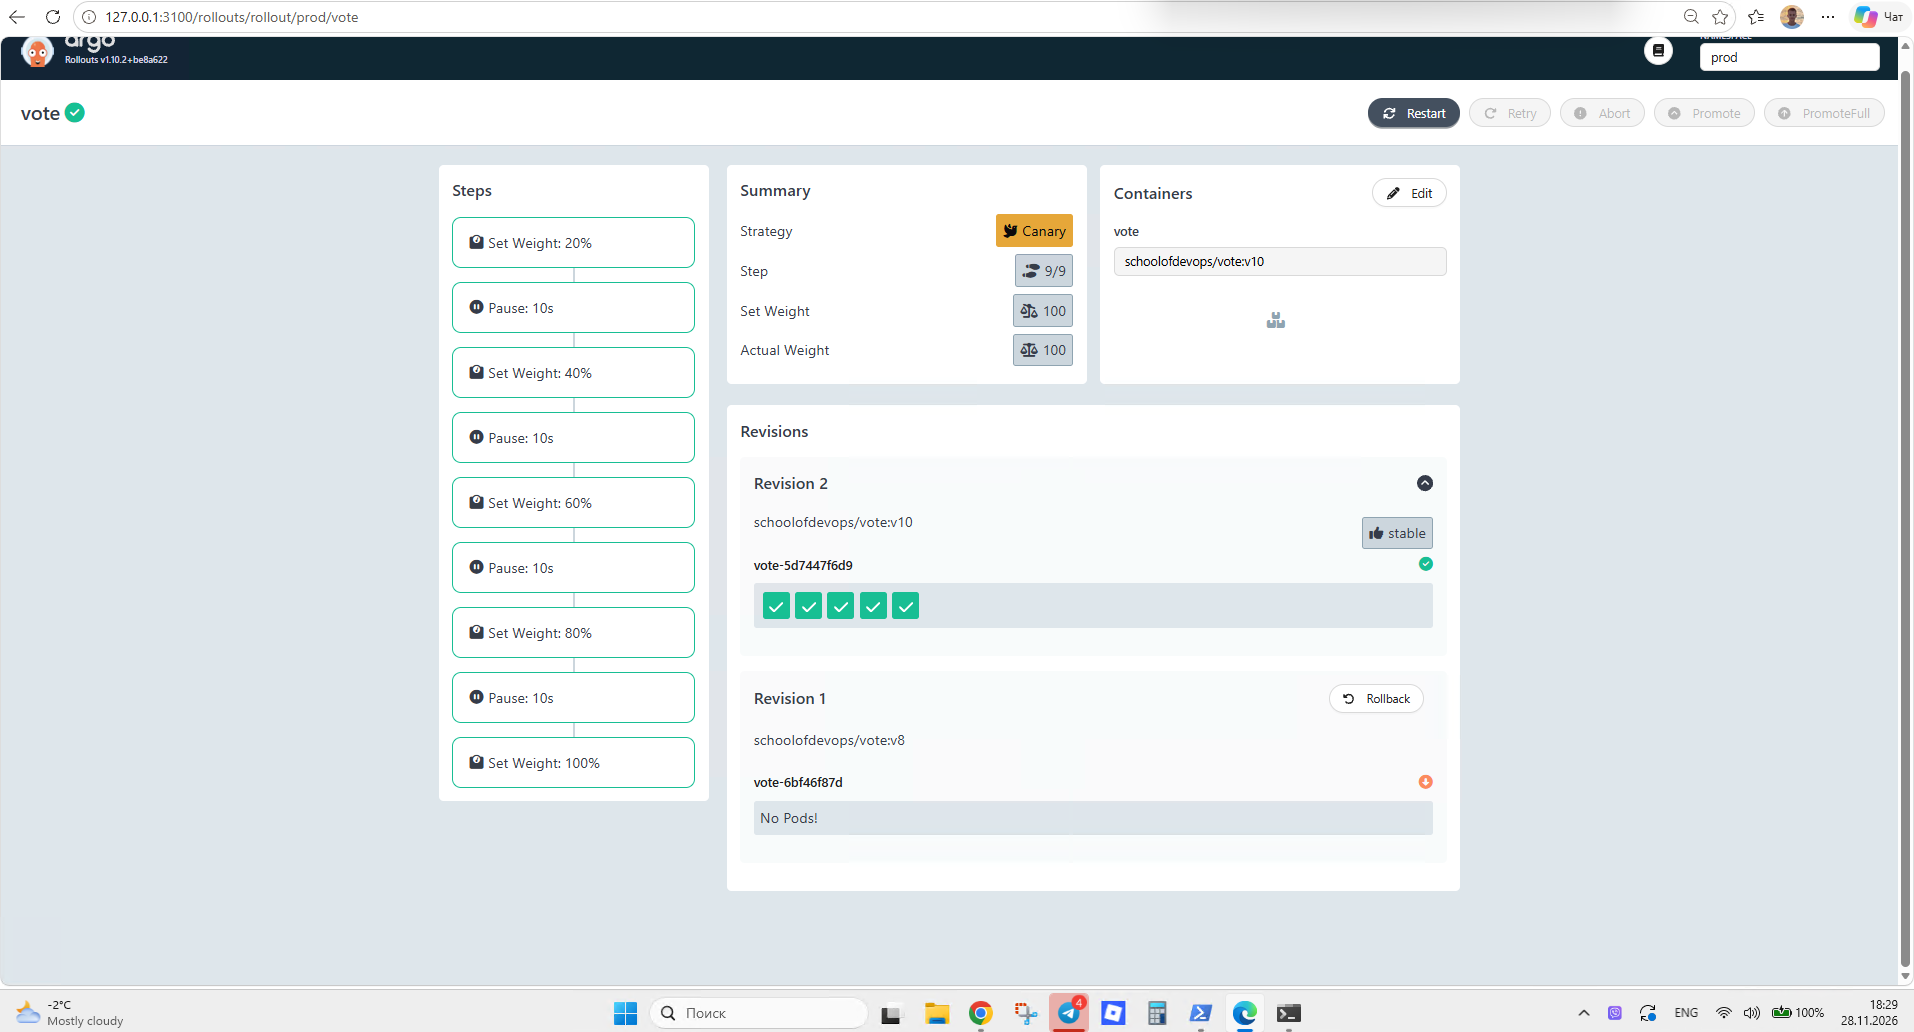 127.0.0.1:3100/rollouts/rollout/prod/vote
Чат
argo
Rollouts v1.10.2+be8a622
NAMESPACE
prod
vote
Restart
Retry
Abort
Promote
PromoteFull
Steps
Set Weight: 20%
Pause: 10s
Set Weight: 40%
Pause: 10s
Set Weight: 60%
Pause: 10s
Set Weight: 80%
Pause: 10s
Set Weight: 100%
Summary
Strategy
Canary
Step
9/9
Set Weight
100
Actual Weight
100
Containers
Edit
vote
schoolofdevops/vote:v10
Revisions
Revision 2
schoolofdevops/vote:v10
stable
vote-5d7447f6d9
Revision 1
Rollback
schoolofdevops/vote:v8
vote-6bf46f87d
No Pods!
-2°C
Mostly cloudy
Поиск
4
ENG
100%
18:29
28.11.2026